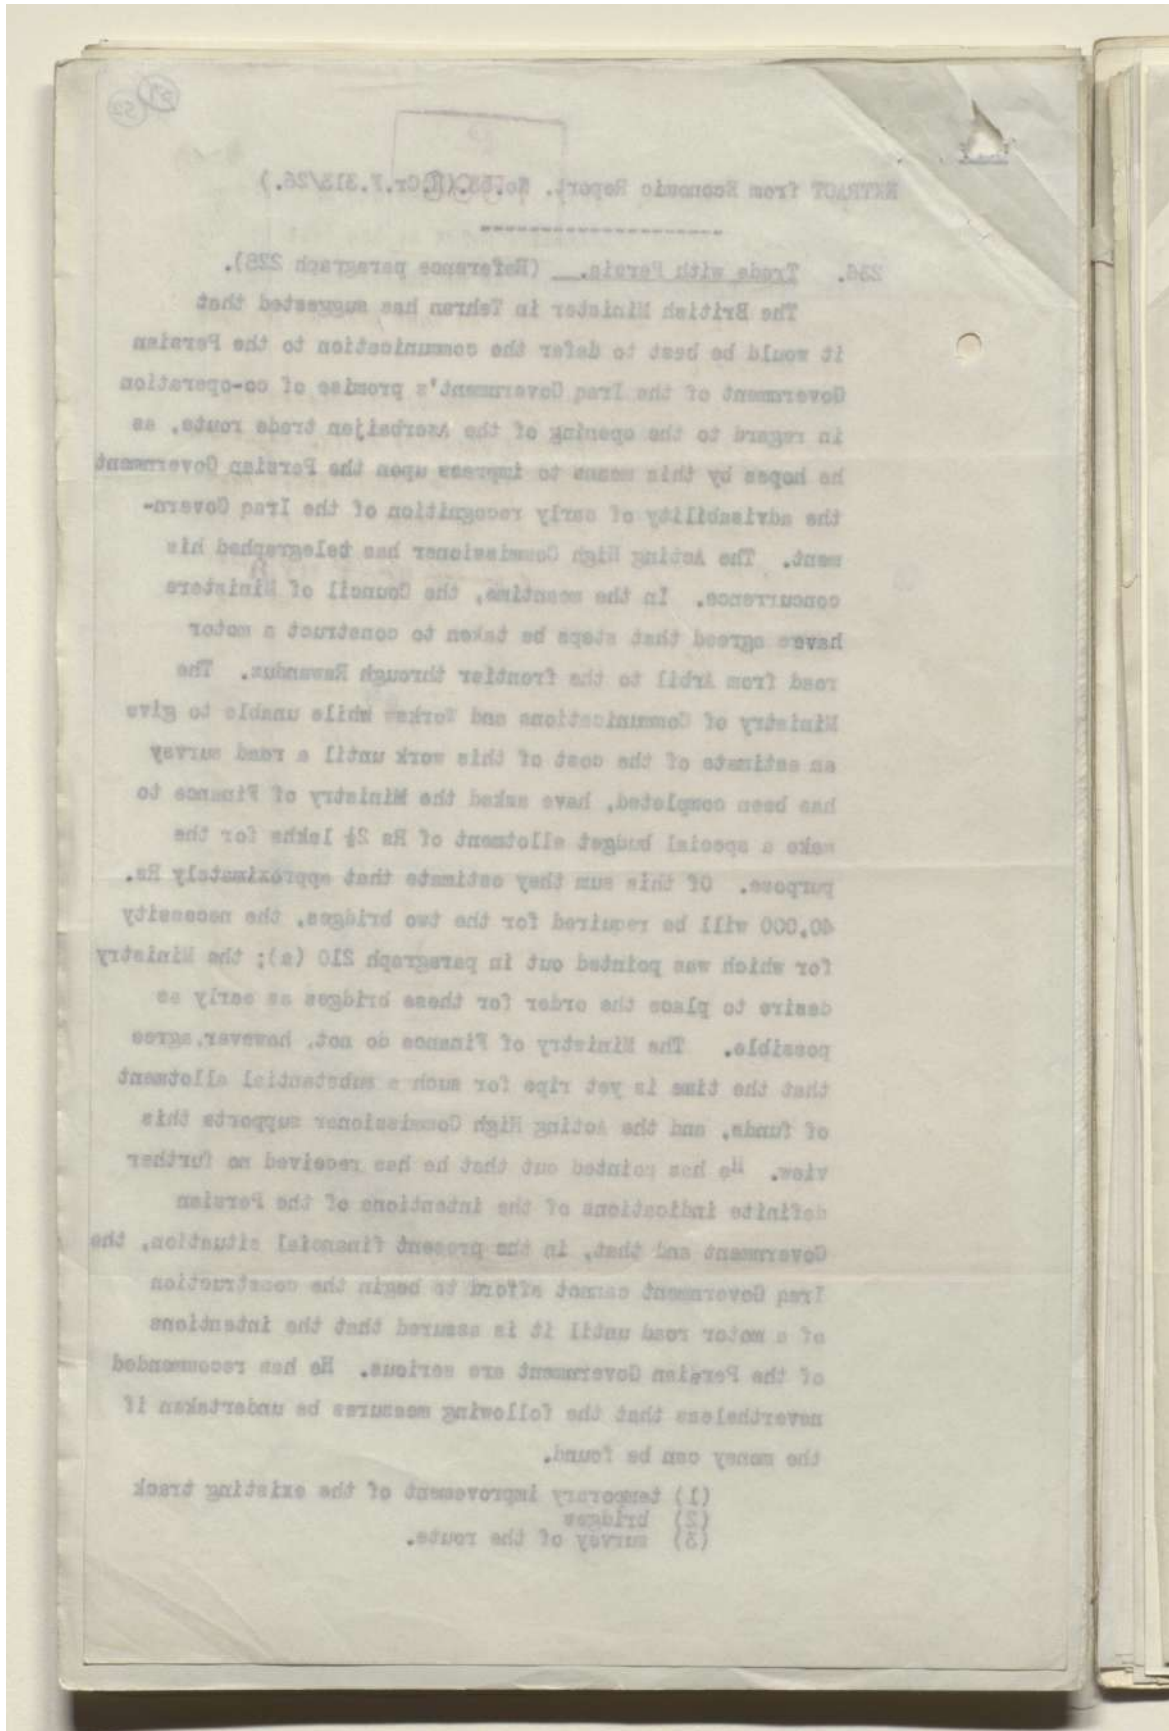 EXTRACT from Economic Report. No.68.(R.Or.F.313/26.)
234. Trade with Persia. (Reference paragraph 228).
The British Minister in Tehran has suggested that
it would be best to defer the communication to the Persian
Government of the Iraq Government's promise of co-operation
in regard to the opening of the Azerbaijan trade route, as
he hopes by this means to impress upon the Persian Government
the advisability of early recognition of the Iraq Govern-
ment. The Acting High Commissioner has telegraphed his
concurrence. In the meantime, the Council of Ministers
have agreed that steps be taken to construct a motor
road from Arbil to the frontier through Rawanduz. The
Ministry of Communications and Works while unable to give
an estimate of the cost of this work until a road survey
has been completed, have asked the Ministry of Finance to
make a special budget allotment of Rs 2½ lakhs for the
purpose. Of this sum they estimate that approximately Rs.
40,000 will be required for the two bridges, the necessity
for which was pointed out in paragraph 210 (a); the Ministry
desire to place the order for these bridges as early as
possible. The Ministry of Finance do not, however, agree
that the time is yet ripe for such a substantial allotment
of funds, and the Acting High Commissioner supports this
view. He has pointed out that he has received no further
definite indications of the intentions of the Persian
Government and that, in the present financial situation, the
Iraq Government cannot afford to begin the construction
of a motor road until it is assured that the intentions
of the Persian Government are serious. He has recommended
nevertheless that the following measures be undertaken if
the money can be found.
(1) temporary improvement of the existing track
(2) bridges
(3) survey of the route.